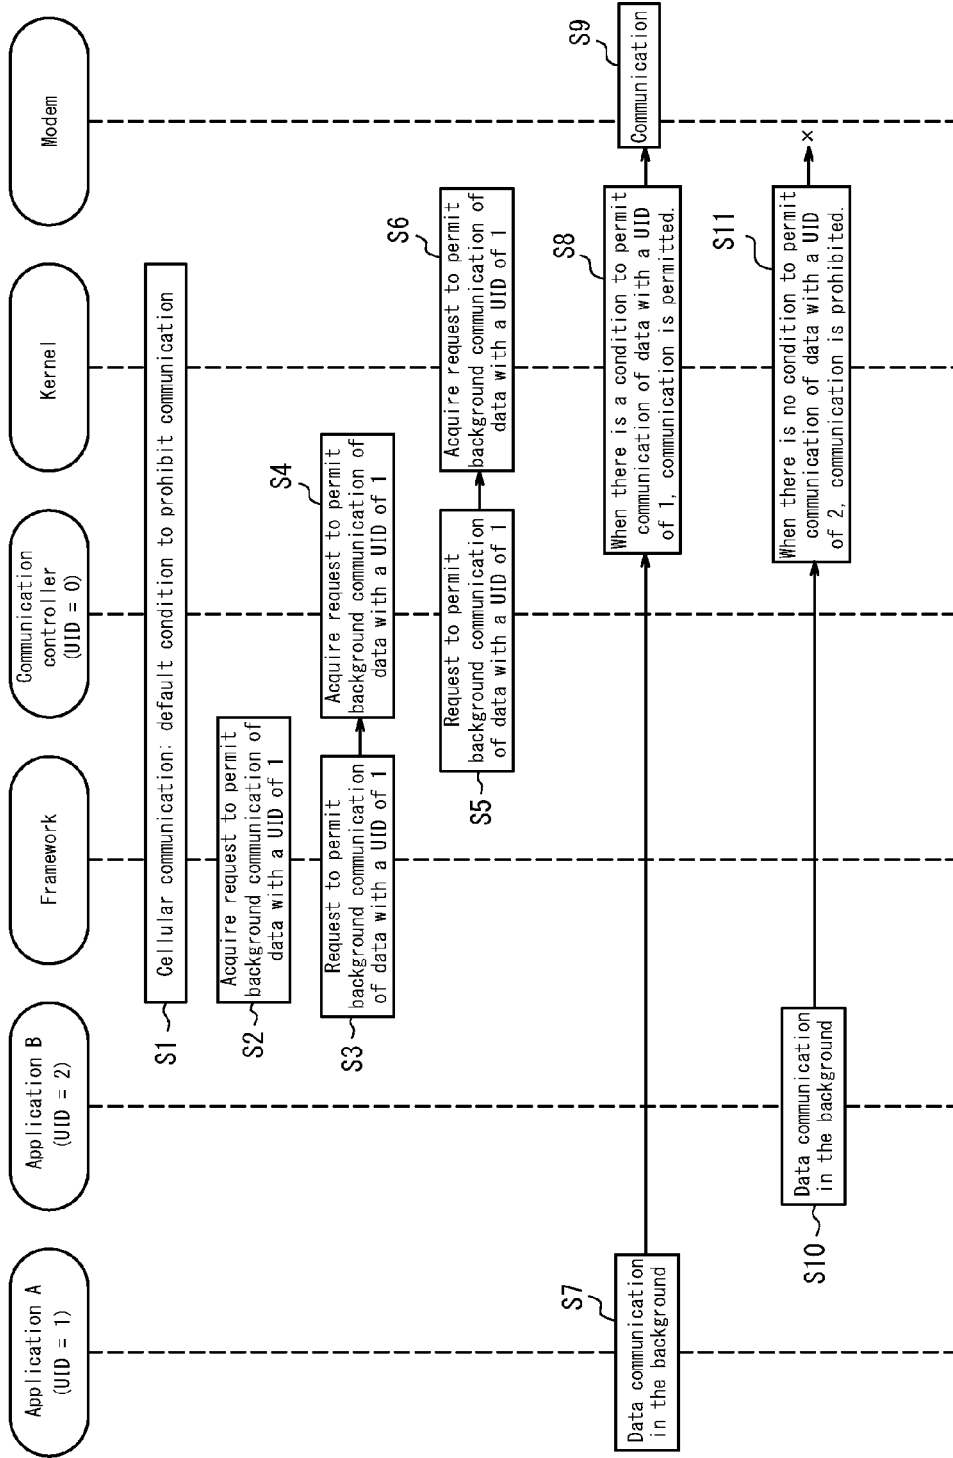 Application A
(UID = 1)
Application B
(UID = 2)
Framework
Communication
controller
(UID = 0)
Kernel
Modem
S1
Cellular communication: default condition to prohibit communication
S2
Acquire request to permit
background communication of
data with a UID of 1
S3
Request to permit
background communication
of data with a UID of 1
S4
Acquire request to permit
background communication of
data with a UID of 1
S5
Request to permit
background communication
of data with a UID of 1
S6
Acquire request to permit
background communication of
data with a UID of 1
S7
Data communication
in the background
S8
When there is a condition to permit
communication of data with a UID
of 1, communication is permitted.
S9
Communication
S10
Data communication
in the background
S11
When there is no condition to permit
communication of data with a UID
of 2, communication is prohibited.
×